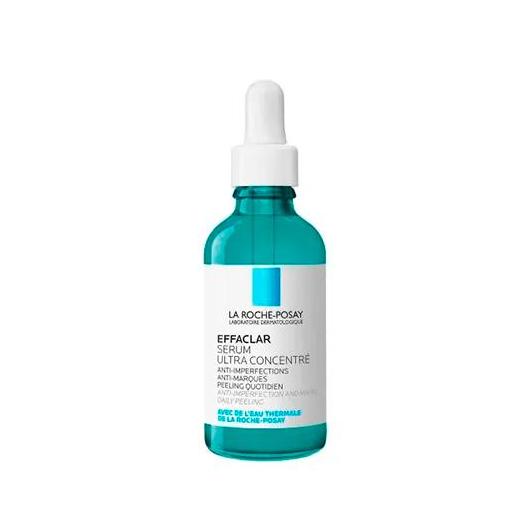 LA ROCHE-POSAY
LABORATOIRE DERMATOLOGIQUE
EFFACLAR
SERUM
ULTRA CONCENTRÉ
ANTI-IMPERFECTIONS
ANTI-MARQUES
PEELING QUOTIDIEN
ANTI-IMPERFECTION AND MARKS
DAILY PEELING
AVEC DE L'EAU THERMALE
DE LA ROCHE-POSAY